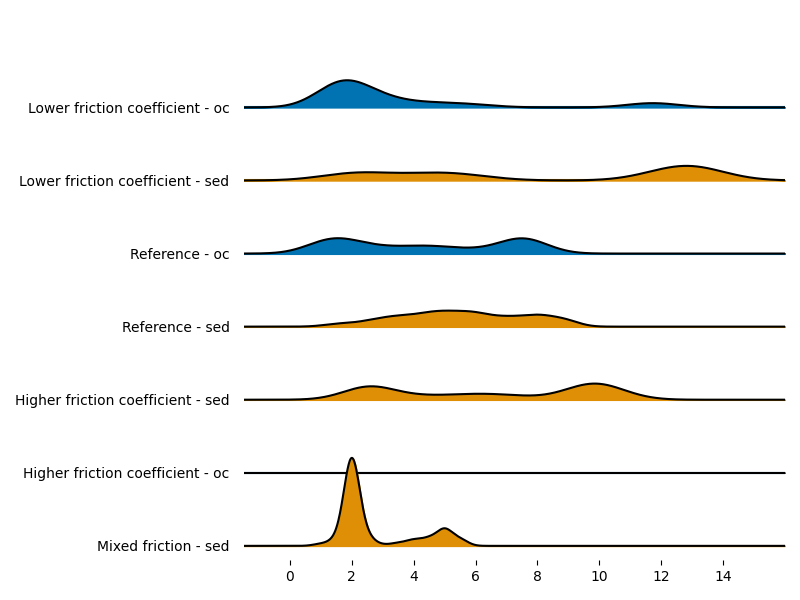 Lower friction coefficient - oc
Lower friction coefficient - sed
Reference - oc
Reference - sed
Higher friction coefficient - sed
Higher friction coefficient - oc
Mixed friction - sed
0 2 4 6 8 10 12 14